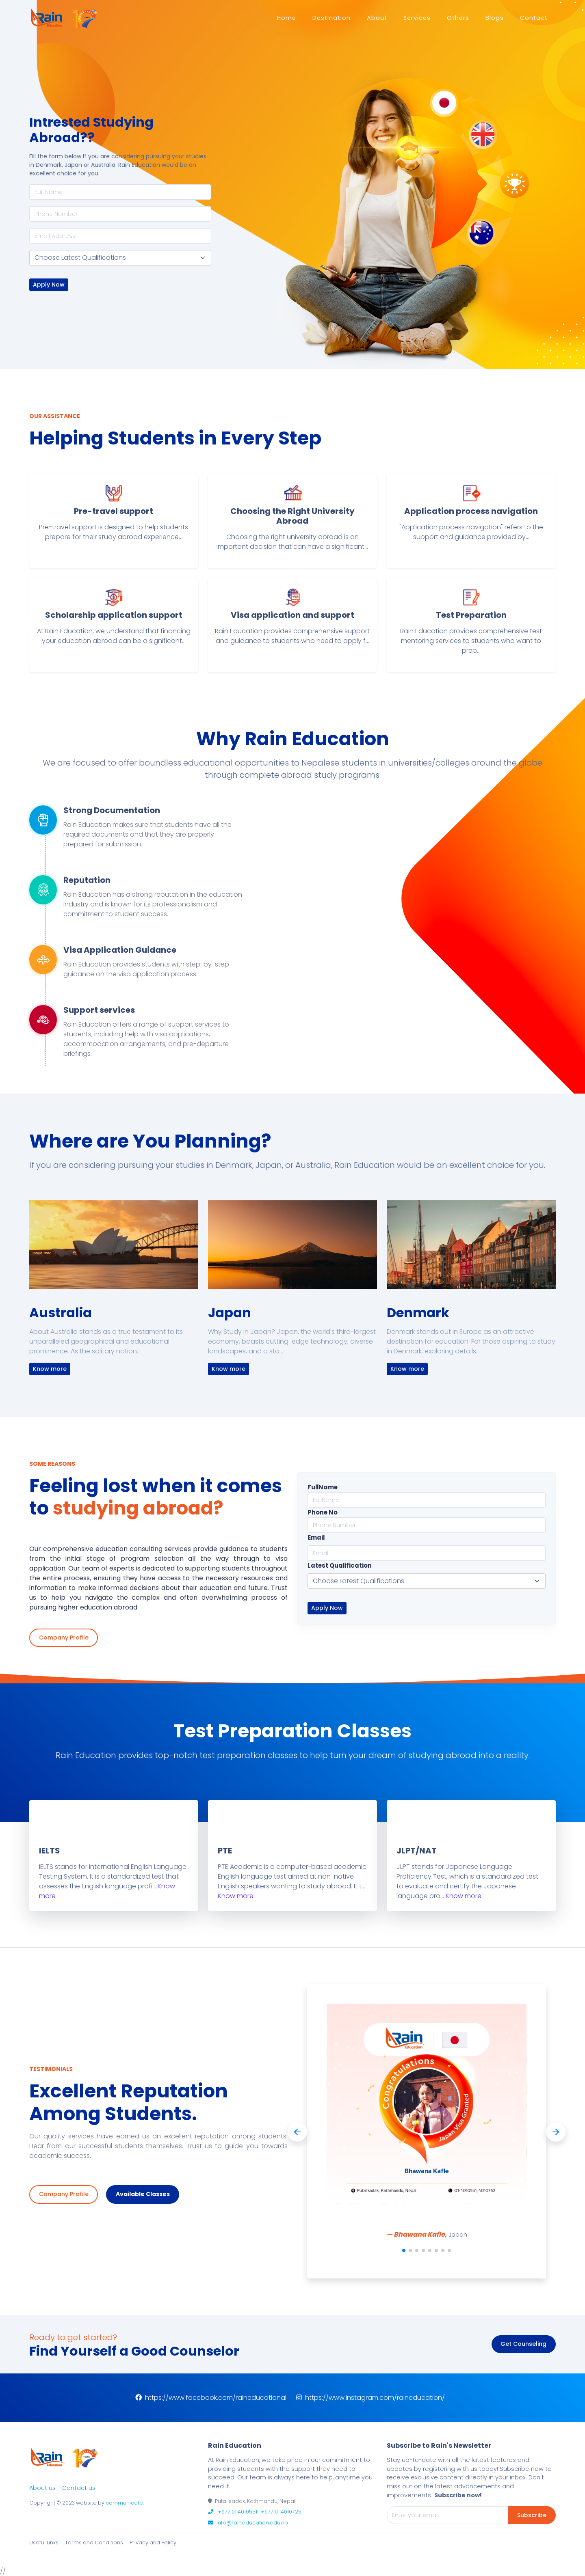 Rain
Education
Home
Destination
About
Services
Others
Blogs
Contact
Intrested Studying
Abroad??
Fill the form below If you are considering pursuing your studies
in Denmark, Japan or Australia. Rain Education would be an
excellent choice for you.
Full Name
Phone Number
Email Address
Choose Latest Qualifications
Apply Now
OUR ASSISTANCE
Helping Students in Every Step
Pre-travel support
Pre-travel support is designed to help students
prepare for their study abroad experience...
Choosing the Right University
Abroad
Choosing the right university abroad is an
important decision that can have a significant...
Application process navigation
"Application process navigation" refers to the
support and guidance provided by...
Scholarship application support
At Rain Education, we understand that financing
your education abroad can be a significant...
Visa application and support
Rain Education provides comprehensive support
and guidance to students who need to apply f...
Test Preparation
Rain Education provides comprehensive test
mentoring services to students who want to
prep...
Why Rain Education
We are focused to offer boundless educational opportunities to Nepalese students in universities/colleges around the globe
through complete abroad study programs.
Strong Documentation
Rain Education makes sure that students have all the
required documents and that they are properly
prepared for submission.
Reputation
Rain Education has a strong reputation in the education
industry and is known for its professionalism and
commitment to student success.
Visa Application Guidance
Rain Education provides students with step-by-step
guidance on the visa application process.
Support services
Rain Education offers a range of support services to
students, including help with visa applications,
accommodation arrangements, and pre-departure
briefings.
Where are You Planning?
If you are considering pursuing your studies in Denmark, Japan, or Australia, Rain Education would be an excellent choice for you.
Australia
About Australia stands as a true testament to its
unparalleled geographical and educational
prominence. As the solitary nation...
Know more
Japan
Why Study in Japan? Japan, the world's third-largest
economy, boasts cutting-edge technology, diverse
landscapes, and a sta...
Know more
Denmark
Denmark stands out in Europe as an attractive
destination for education. For those aspiring to study
in Denmark, exploring details...
Know more
SOME REASONS
Feeling lost when it comes
to studying abroad?
Our comprehensive education consulting services provide guidance to students
from the initial stage of program selection all the way through to visa
application. Our team of experts is dedicated to supporting students throughout
the entire process, ensuring they have access to the necessary resources and
information to make informed decisions about their education and future. Trust
us to help you navigate the complex and often overwhelming process of
pursuing higher education abroad.
Company Profile
FullName
FullName
Phone No
Phone Number
Email
Email
Latest Qualification
Choose Latest Qualifications
Apply Now
Test Preparation Classes
Rain Education provides top-notch test preparation classes to help turn your dream of studying abroad into a reality.
IELTS
IELTS stands for International English Language
Testing System. It is a standardized test that
assesses the English language profi... Know
more
PTE
PTE Academic is a computer-based academic
English language test aimed at non-native
English speakers wanting to study abroad. It t...
Know more
JLPT/NAT
JLPT stands for Japanese Language
Proficiency Test, which is a standardized test
to evaluate and certify the Japanese
language pro... Know more
TESTIMONIALS
Excellent Reputation
Among Students.
Our quality services have earned us an excellent reputation among students.
Hear from our successful students themselves. Trust us to guide you towards
academic success.
Company Profile
Available Classes
Rain
Education
Congratulations
Japan Visa Granted
Bhawana Kafle
Putalisadak, Kathmandu, Nepal
01-4010551, 4010752
— Bhawana Kafle, Japan
Ready to get started?
Find Yourself a Good Counselor
Get Counseling
https://www.facebook.com/raineducational
https://www.instagram.com/raineducation/
Rain
Education
About us
Contact us
Copyright © 2023 website by communicate.
Rain Education
At Rain Education, we take pride in our commitment to
providing students with the support they need to
succeed. Our team is always here to help, anytime you
need it.
Putalisadak, Kathmandu, Nepal
+977 01 4010551 | +977 01 4010725
info@raineducation.edu.np
Subscribe to Rain's Newsletter
Stay up-to-date with all the latest features and
updates by registering with us today! Subscribe now to
receive exclusive content directly in your inbox. Don't
miss out on the latest advancements and
improvements Subscribe now!
Enter your email
Subscribe
Useful Links
Terms and Conditions
Privacy and Policy
//